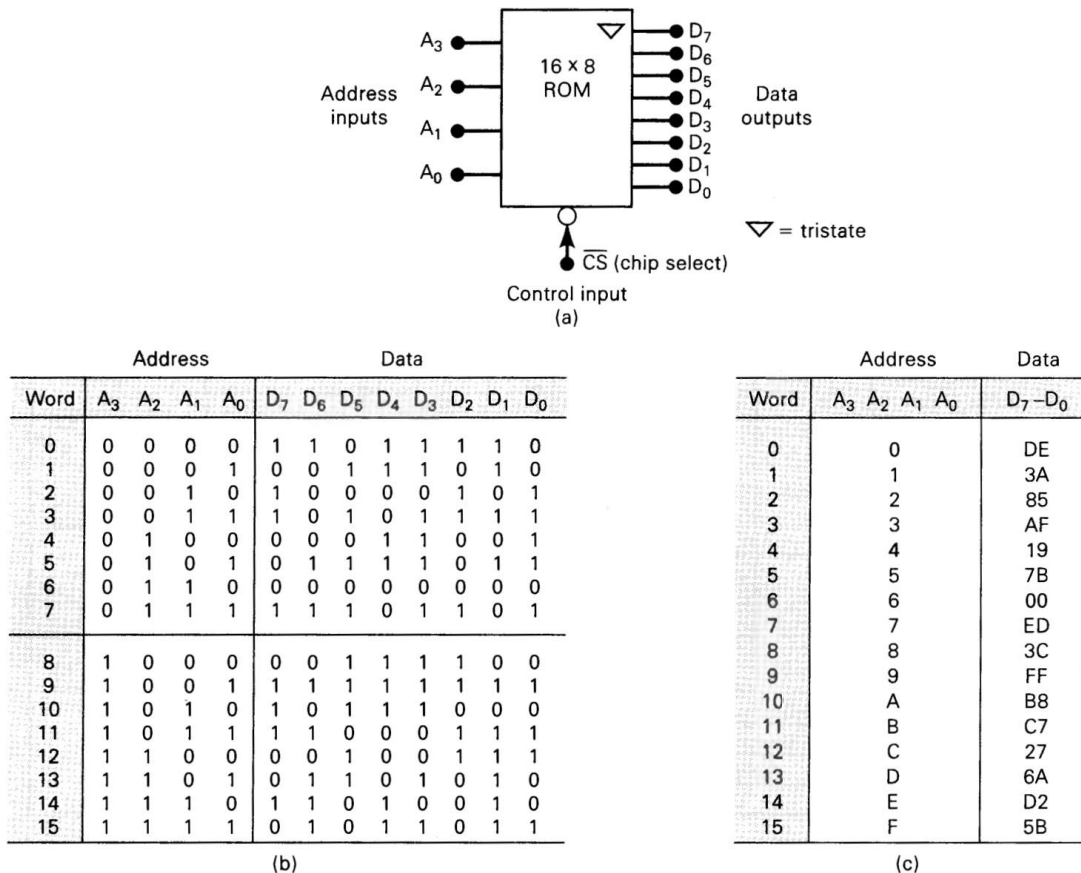 A3
A2
A1
A0
Address
inputs
16 × 8
ROM
D7
D6
D5
D4
D3
D2
D1
D0
Data
outputs
▽ = tristate
C̅S̅ (chip select)
Control input
(a)
Address Data
Word A3 A2 A1 A0 D7 D6 D5 D4 D3 D2 D1 D0
0 0 0 0 0 1 1 0 1 1 1 1 0
1 0 0 0 1 0 0 1 1 1 0 1 0
2 0 0 1 0 1 0 0 0 0 1 0 1
3 0 0 1 1 1 0 1 0 1 1 1 1
4 0 1 0 0 0 0 0 1 1 0 0 1
5 0 1 0 1 0 1 1 1 1 0 1 1
6 0 1 1 0 0 0 0 0 0 0 0 0
7 0 1 1 1 1 1 1 0 1 1 0 1
8 1 0 0 0 0 0 1 1 1 1 0 0
9 1 0 0 1 1 1 1 1 1 1 1 1
10 1 0 1 0 1 0 1 1 1 0 0 0
11 1 0 1 1 1 1 0 0 0 1 1 1
12 1 1 0 0 0 0 1 0 0 1 1 1
13 1 1 0 1 0 1 1 0 1 0 1 0
14 1 1 1 0 1 1 0 1 0 0 1 0
15 1 1 1 1 0 1 0 1 1 0 1 1
(b)
Address Data
Word A3 A2 A1 A0 D7–D0
0 0 DE
1 1 3A
2 2 85
3 3 AF
4 4 19
5 5 7B
6 6 00
7 7 ED
8 8 3C
9 9 FF
10 A B8
11 B C7
12 C 27
13 D 6A
14 E D2
15 F 5B
(c)